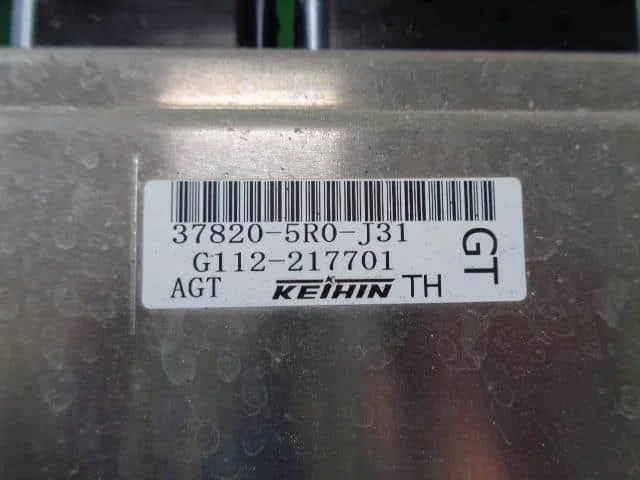 37820-5R0-J31
G112-217701
AGT KEIHIN TH
GT